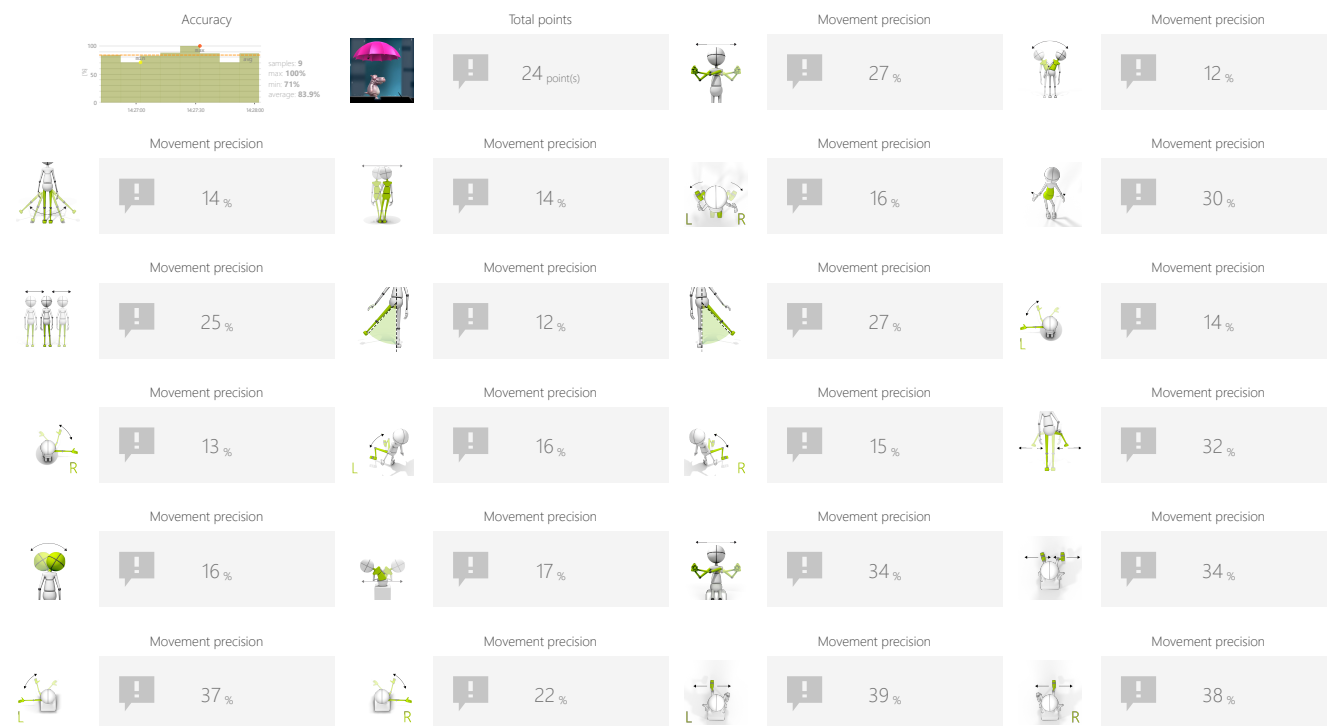 Accuracy
100
50
0
[%]
max
min
avg
14:27:00
14:27:30
14:28:00
samples: 9
max: 100%
min: 71%
average: 83.9%
Total points
24 point(s)
Movement precision
27 %
Movement precision
12 %
Movement precision
14 %
Movement precision
14 %
Movement precision
L R
16 %
Movement precision
30 %
Movement precision
25 %
Movement precision
12 %
Movement precision
27 %
Movement precision
L
14 %
Movement precision
R
13 %
Movement precision
L
16 %
Movement precision
R
15 %
Movement precision
32 %
Movement precision
16 %
Movement precision
17 %
Movement precision
34 %
Movement precision
34 %
Movement precision
L
37 %
Movement precision
R
22 %
Movement precision
L
39 %
Movement precision
R
38 %